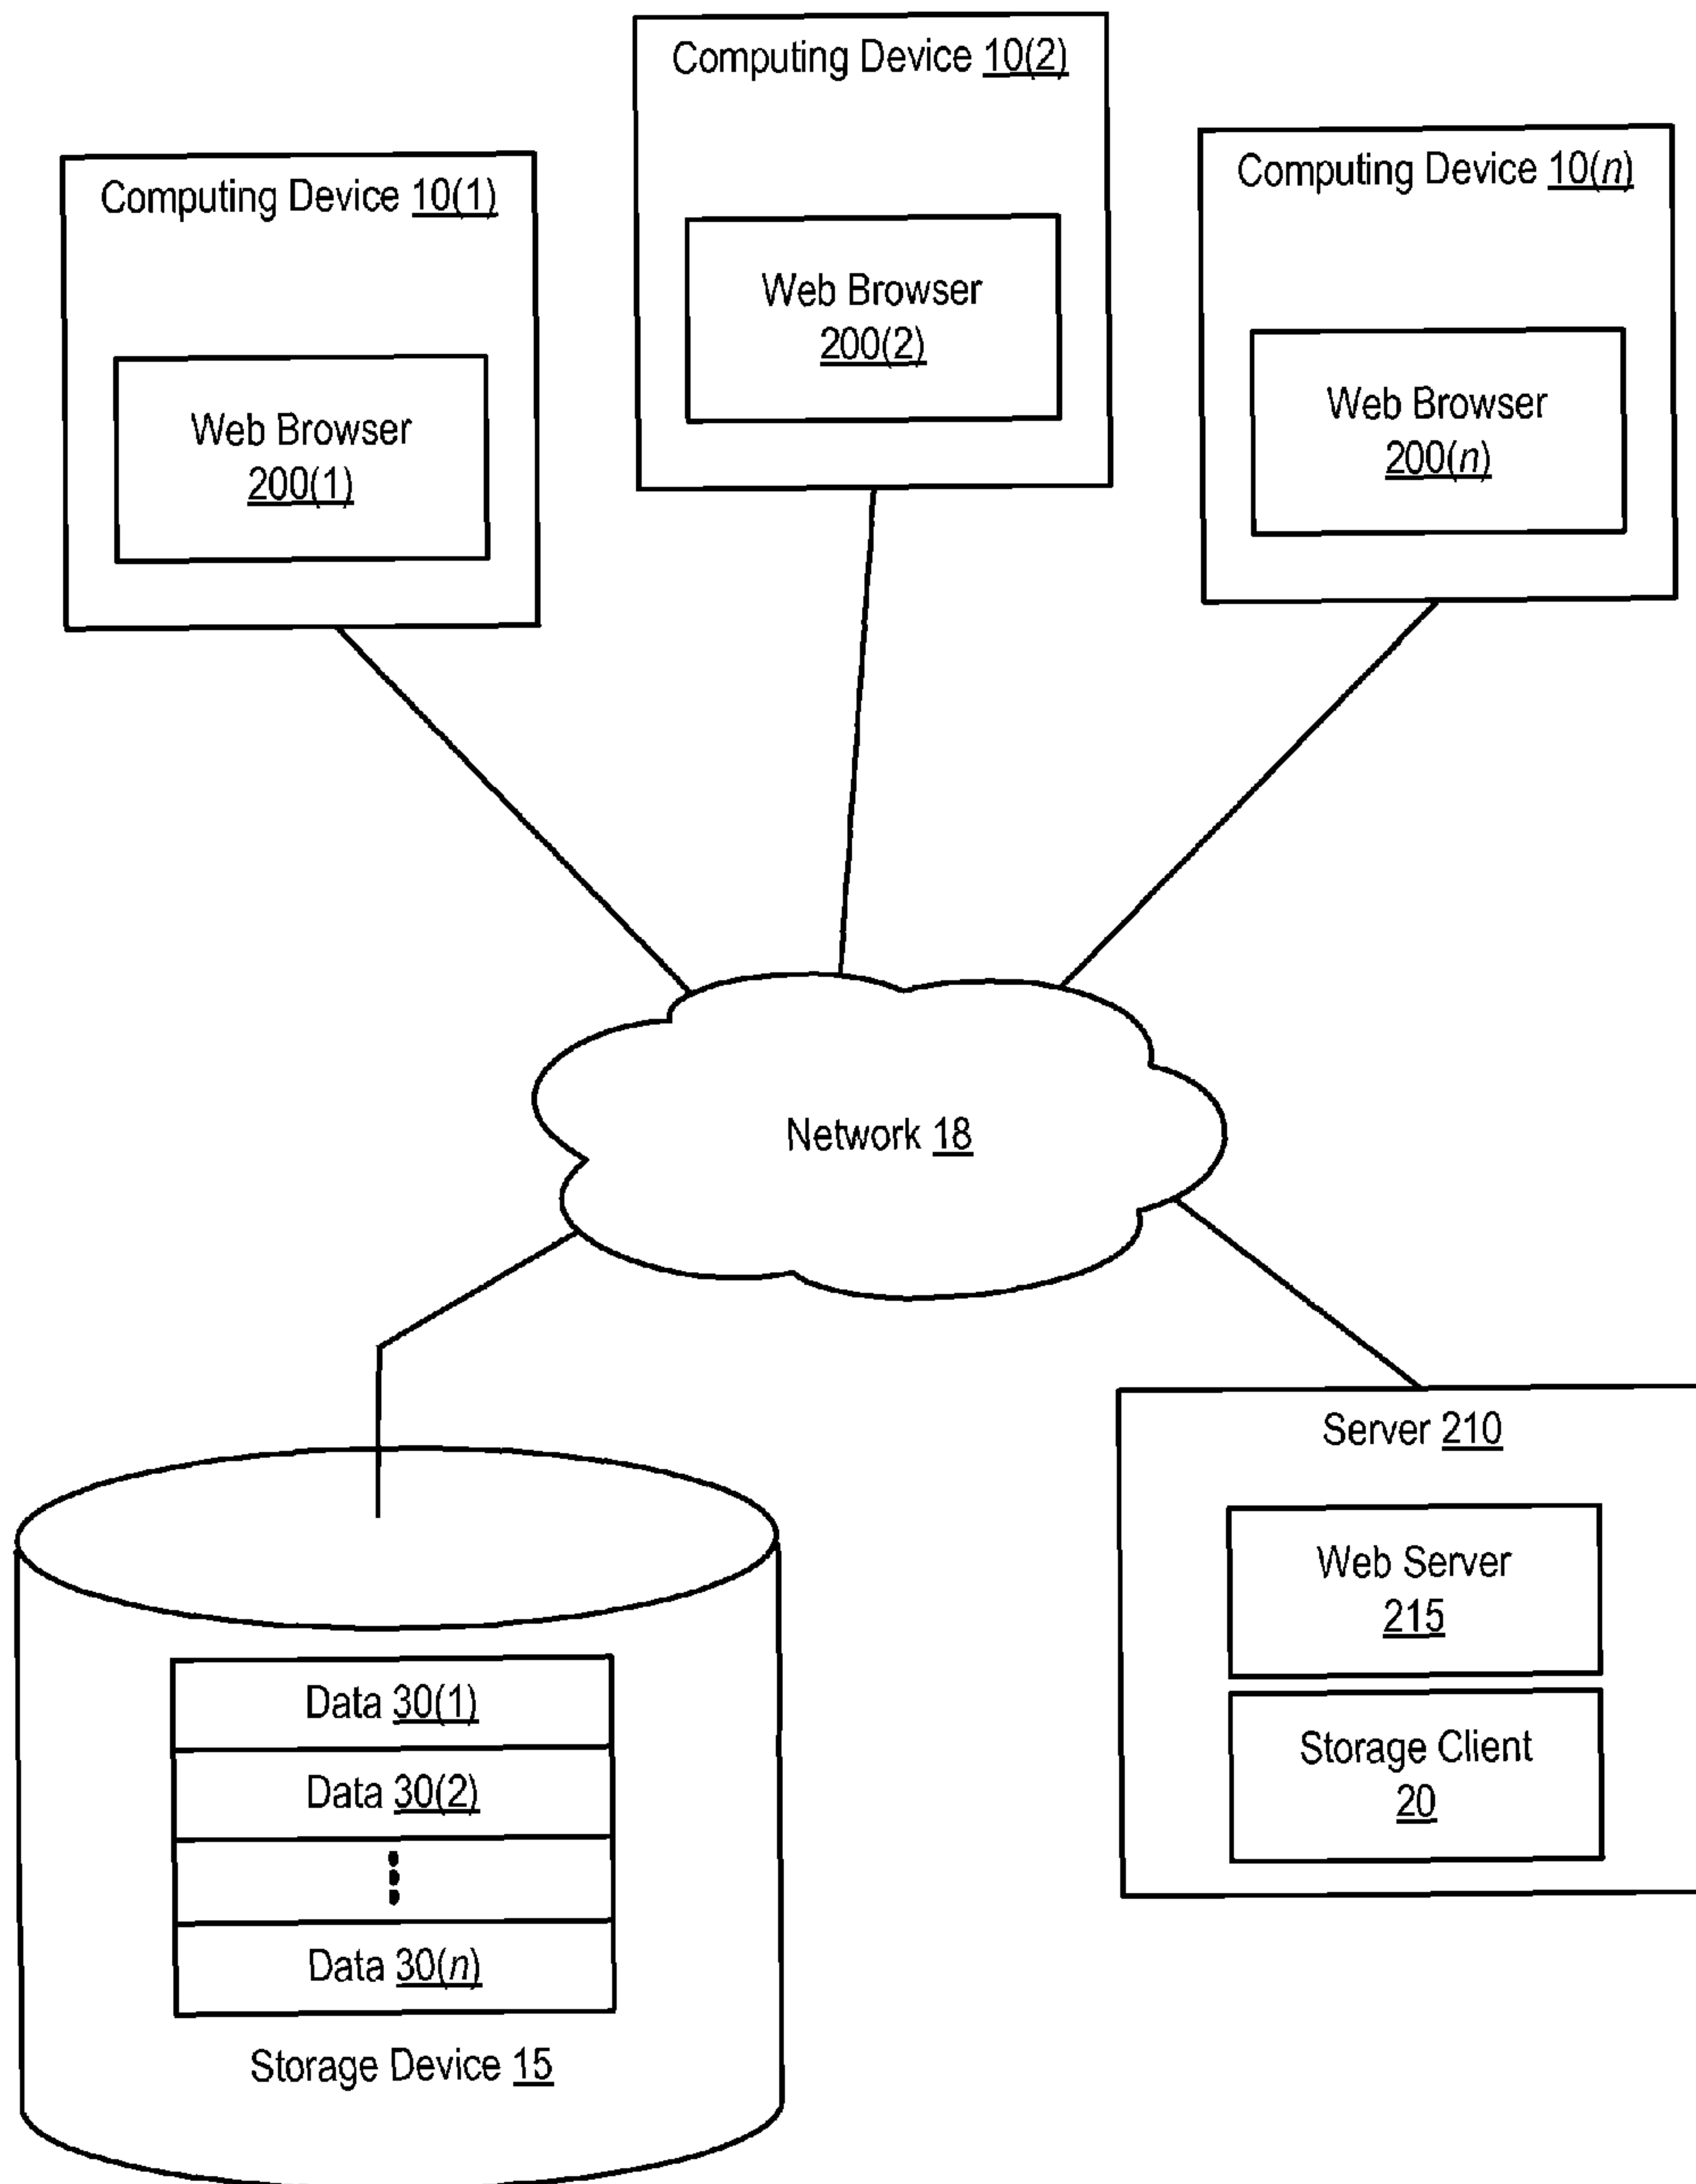 Computing Device 10(1)
Web Browser
200(1)
Computing Device 10(2)
Web Browser
200(2)
Computing Device 10(n)
Web Browser
200(n)
Network 18
Server 210
Web Server
215
Storage Client
20
Data 30(1)
Data 30(2)
Data 30(n)
Storage Device 15